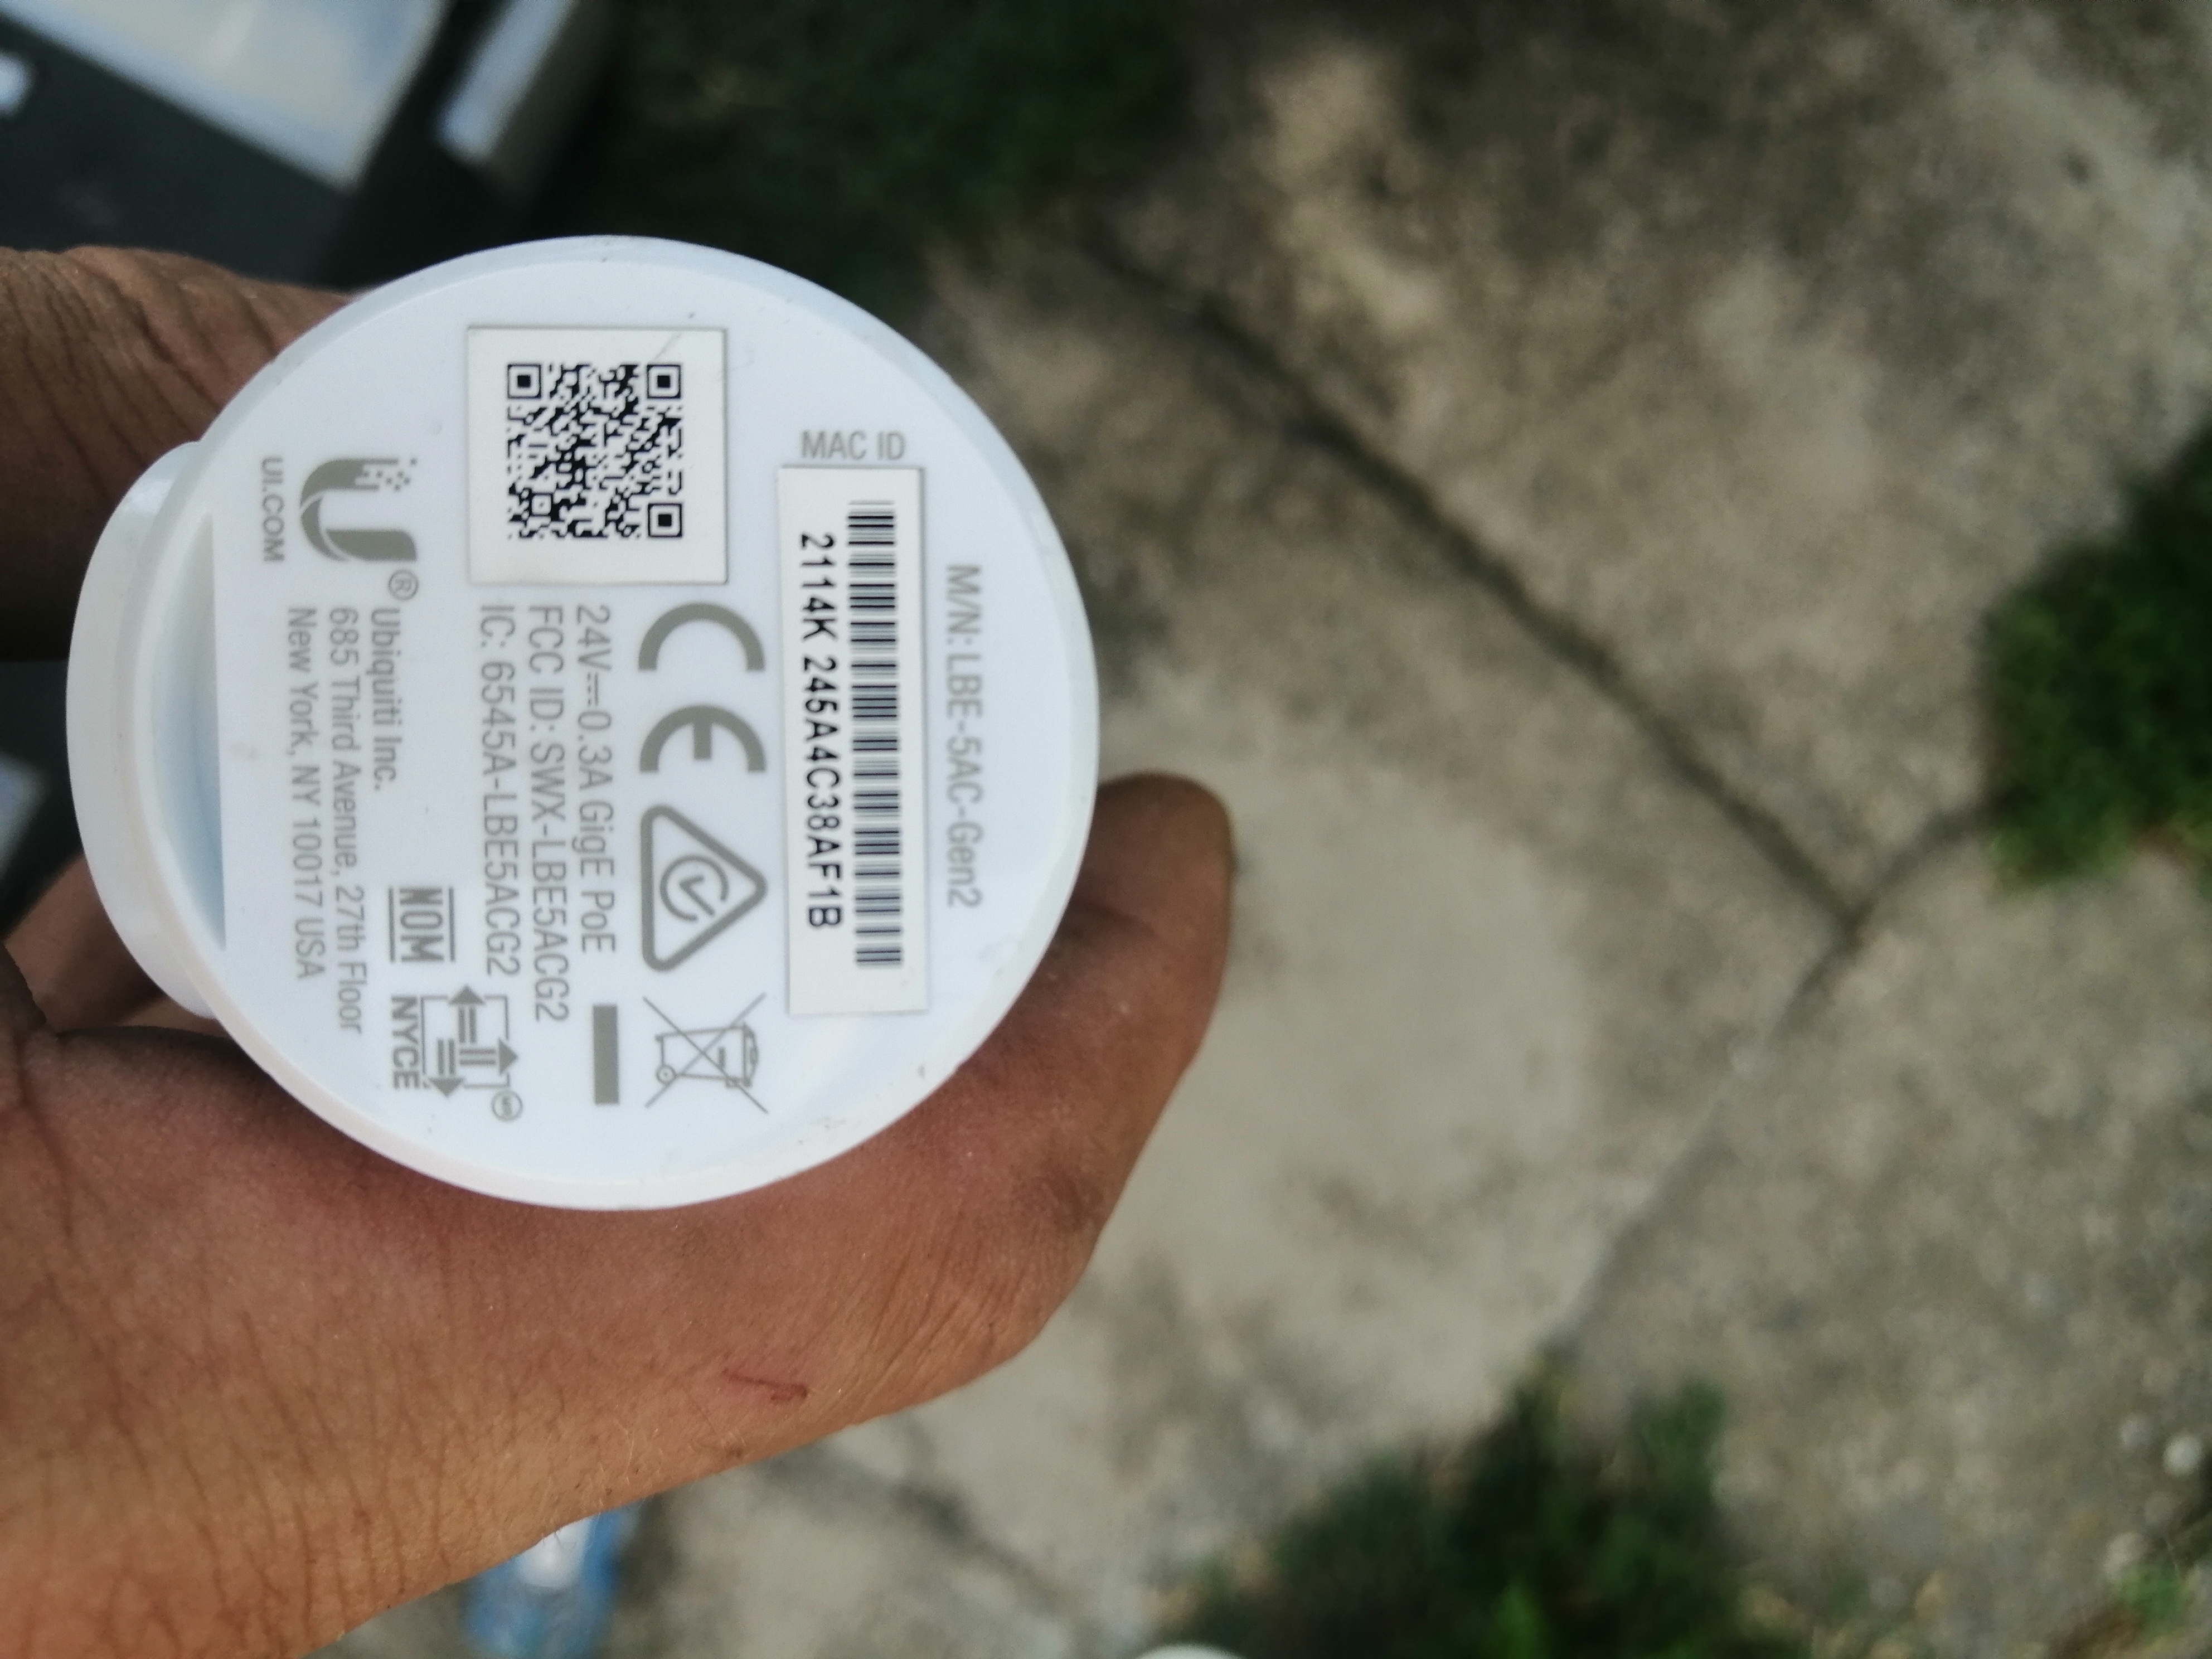 M/N: LBE-5AC-Gen2
MAC ID
2114K 245A4C38AF1B
24V⎓0.3A GigE PoE
FCC ID: SWX-LBE5ACG2
IC: 6545A-LBE5ACG2
NOM
NYCE
Ubiquiti Inc.
685 Third Avenue, 27th Floor
New York, NY 10017 USA
UI.COM